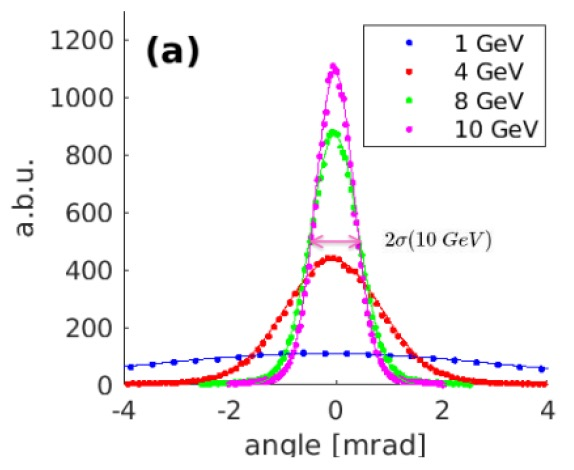 (a)
1 GeV
4 GeV
8 GeV
10 GeV
1200
1000
800
600
400
200
0
a.b.u.
2σ(10 GeV)
-4 -2 0 2 4
angle [mrad]